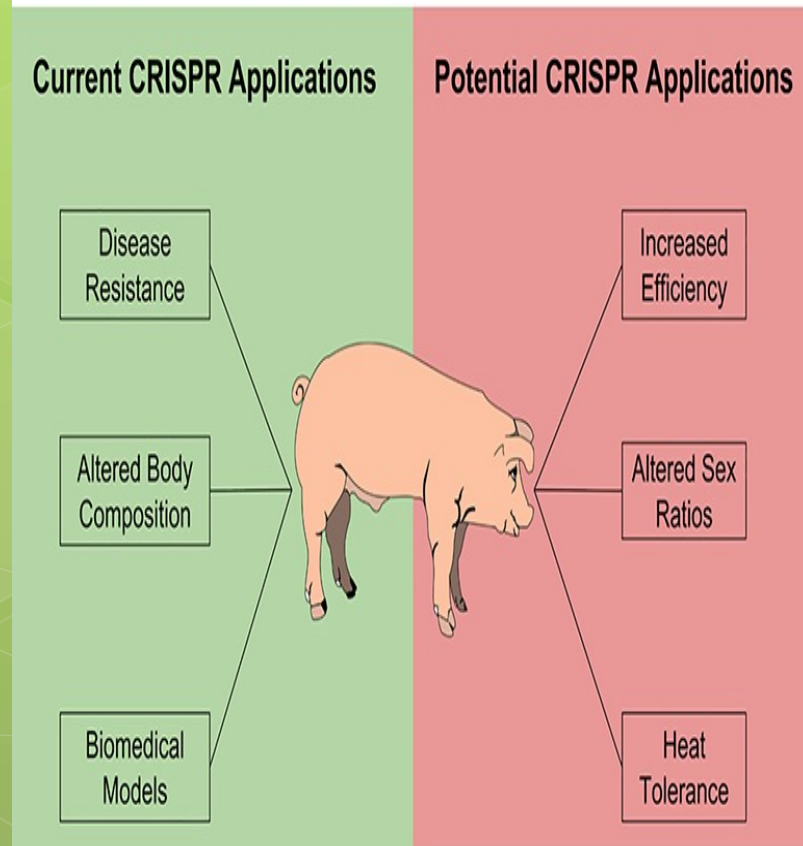 Current CRISPR Applications
Potential CRISPR Applications
Disease
Resistance
Increased
Efficiency
Altered Body
Composition
Altered Sex
Ratios
Biomedical
Models
Heat
Tolerance